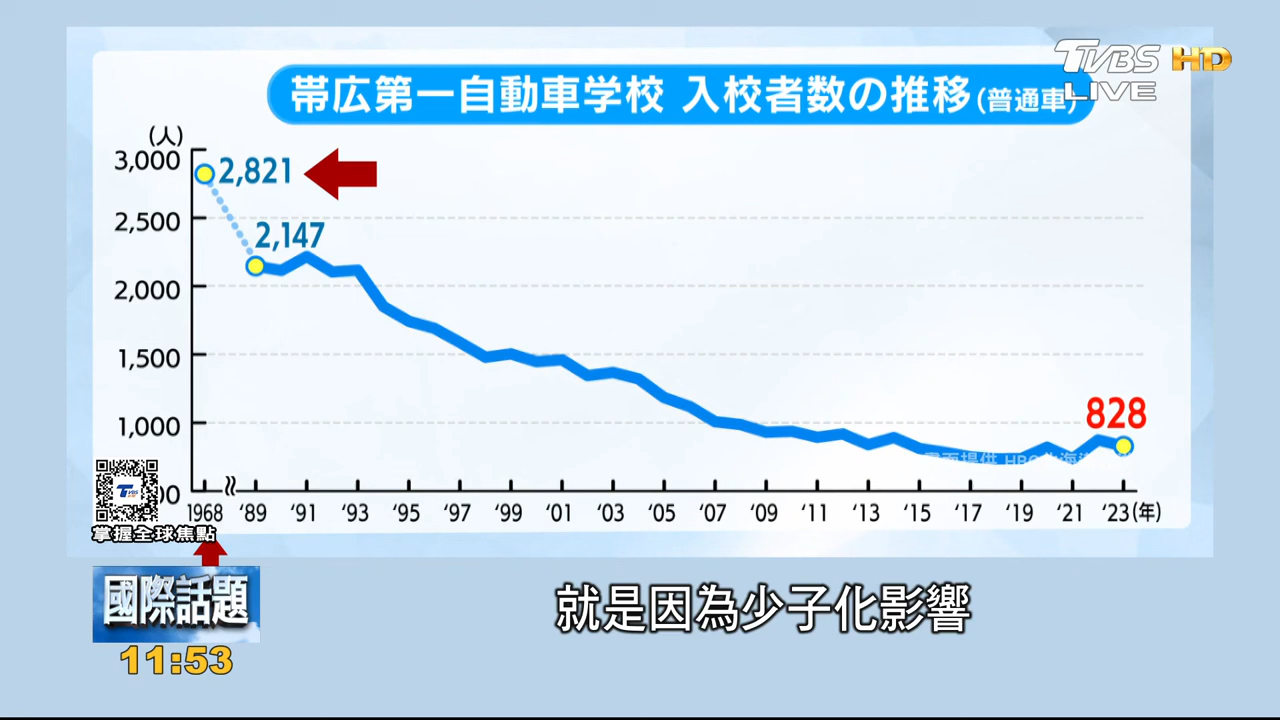 帯広第一自動車学校 入校者数の推移(普通車)
TVBS HD
LIVE
(人)
3,000
2,821
2,500
2,147
2,000
1,500
1,000
828
00
1968 '89 '91 '93 '95 '97 '99 '01 '03 '05 '07 '09 '11 '13 '15 '17 '19 '21 '23(年)
TVBS
掌握全球焦點
國際話題
就是因為少子化影響
11:53